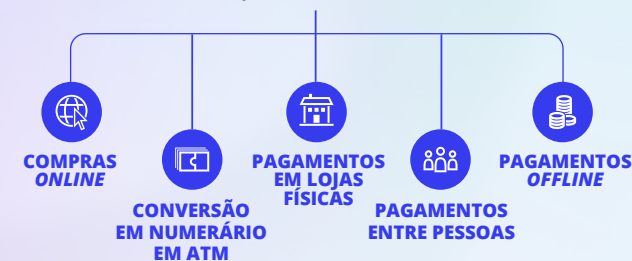 COMPRAS
ONLINE
CONVERSÃO
EM NUMERÁRIO
EM ATM
PAGAMENTOS
EM LOJAS
FÍSICAS
PAGAMENTOS
ENTRE PESSOAS
PAGAMENTOS
OFFLINE